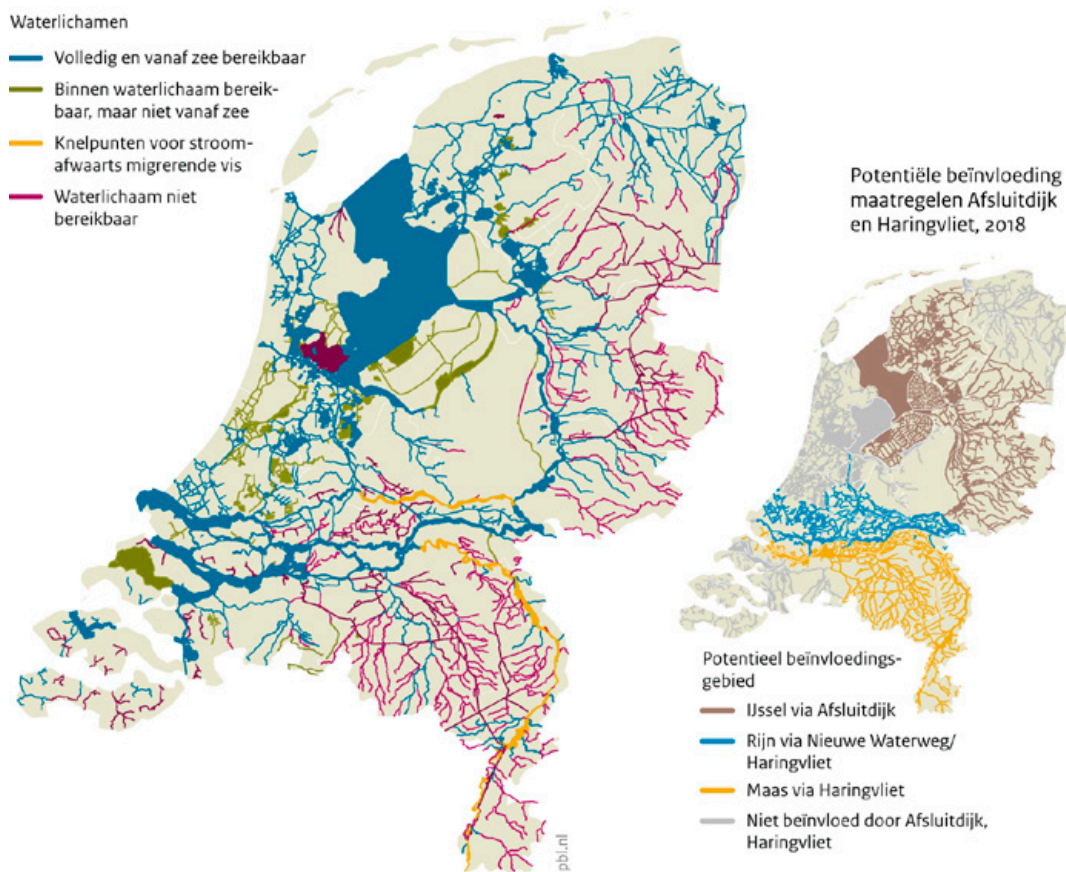 Waterlichamen
Volledig en vanaf zee bereikbaar
Binnen waterlichaam bereik-
baar, maar niet vanaf zee
Knelpunten voor stroom-
afwaarts migrerende vis
Waterlichaam niet
bereikbaar
Potentiële beïnvloeding
maatregelen Afsluitdijk
en Haringvliet, 2018
Potentieel beïnvloedings-
gebied
IJssel via Afsluitdijk
Rijn via Nieuwe Waterweg/
Haringvliet
Maas via Haringvliet
Niet beïnvloed door Afsluitdijk,
Haringvliet
pbl.nl